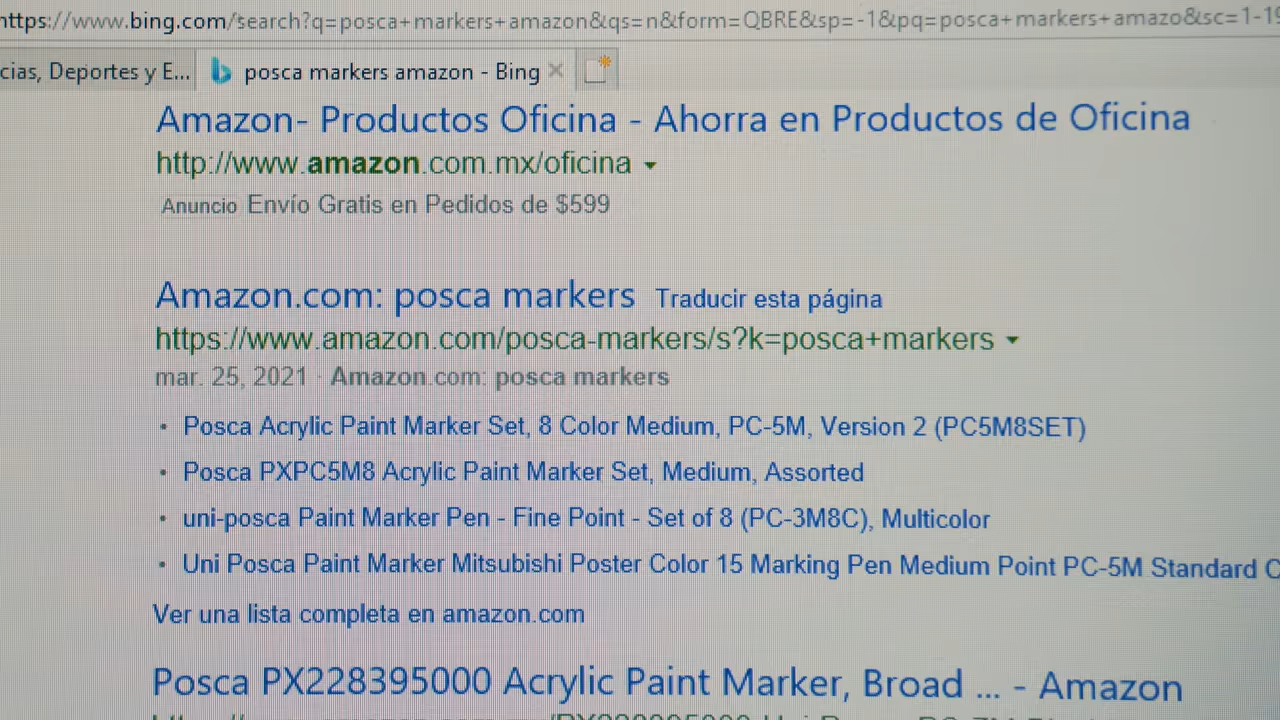 https://www.bing.com/search?q=posca+markers+amazon&qs=n&form=QBRE&sp=-1&pq=posca+markers+amazo&sc=1-19
cias, Deportes y E...
posca markers amazon - Bing
Amazon- Productos Oficina - Ahorra en Productos de Oficina
http://www.amazon.com.mx/oficina
Anuncio Envío Gratis en Pedidos de $599
Amazon.com: posca markers Traducir esta página
https://www.amazon.com/posca-markers/s?k=posca+markers
mar. 25, 2021 · Amazon.com: posca markers
• Posca Acrylic Paint Marker Set, 8 Color Medium, PC-5M, Version 2 (PC5M8SET)
• Posca PXPC5M8 Acrylic Paint Marker Set, Medium, Assorted
• uni-posca Paint Marker Pen - Fine Point - Set of 8 (PC-3M8C), Multicolor
• Uni Posca Paint Marker Mitsubishi Poster Color 15 Marking Pen Medium Point PC-5M Standard C
Ver una lista completa en amazon.com
Posca PX228395000 Acrylic Paint Marker, Broad ... - Amazon